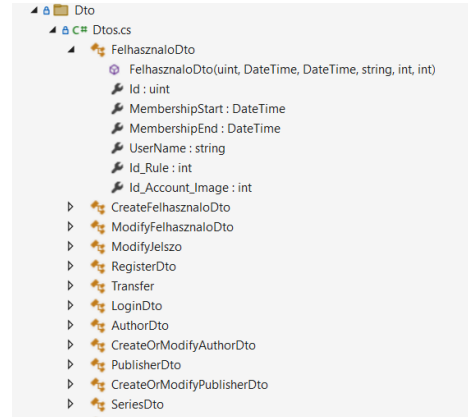 Dto
C# Dtos.cs
FelhasznaloDto
FelhasznaloDto(uint, DateTime, DateTime, string, int, int)
Id : uint
MembershipStart : DateTime
MembershipEnd : DateTime
UserName : string
Id_Rule : int
Id_Account_Image : int
CreateFelhasznaloDto
ModifyFelhasznaloDto
ModifyJelszo
RegisterDto
Transfer
LoginDto
AuthorDto
CreateOrModifyAuthorDto
PublisherDto
CreateOrModifyPublisherDto
SeriesDto